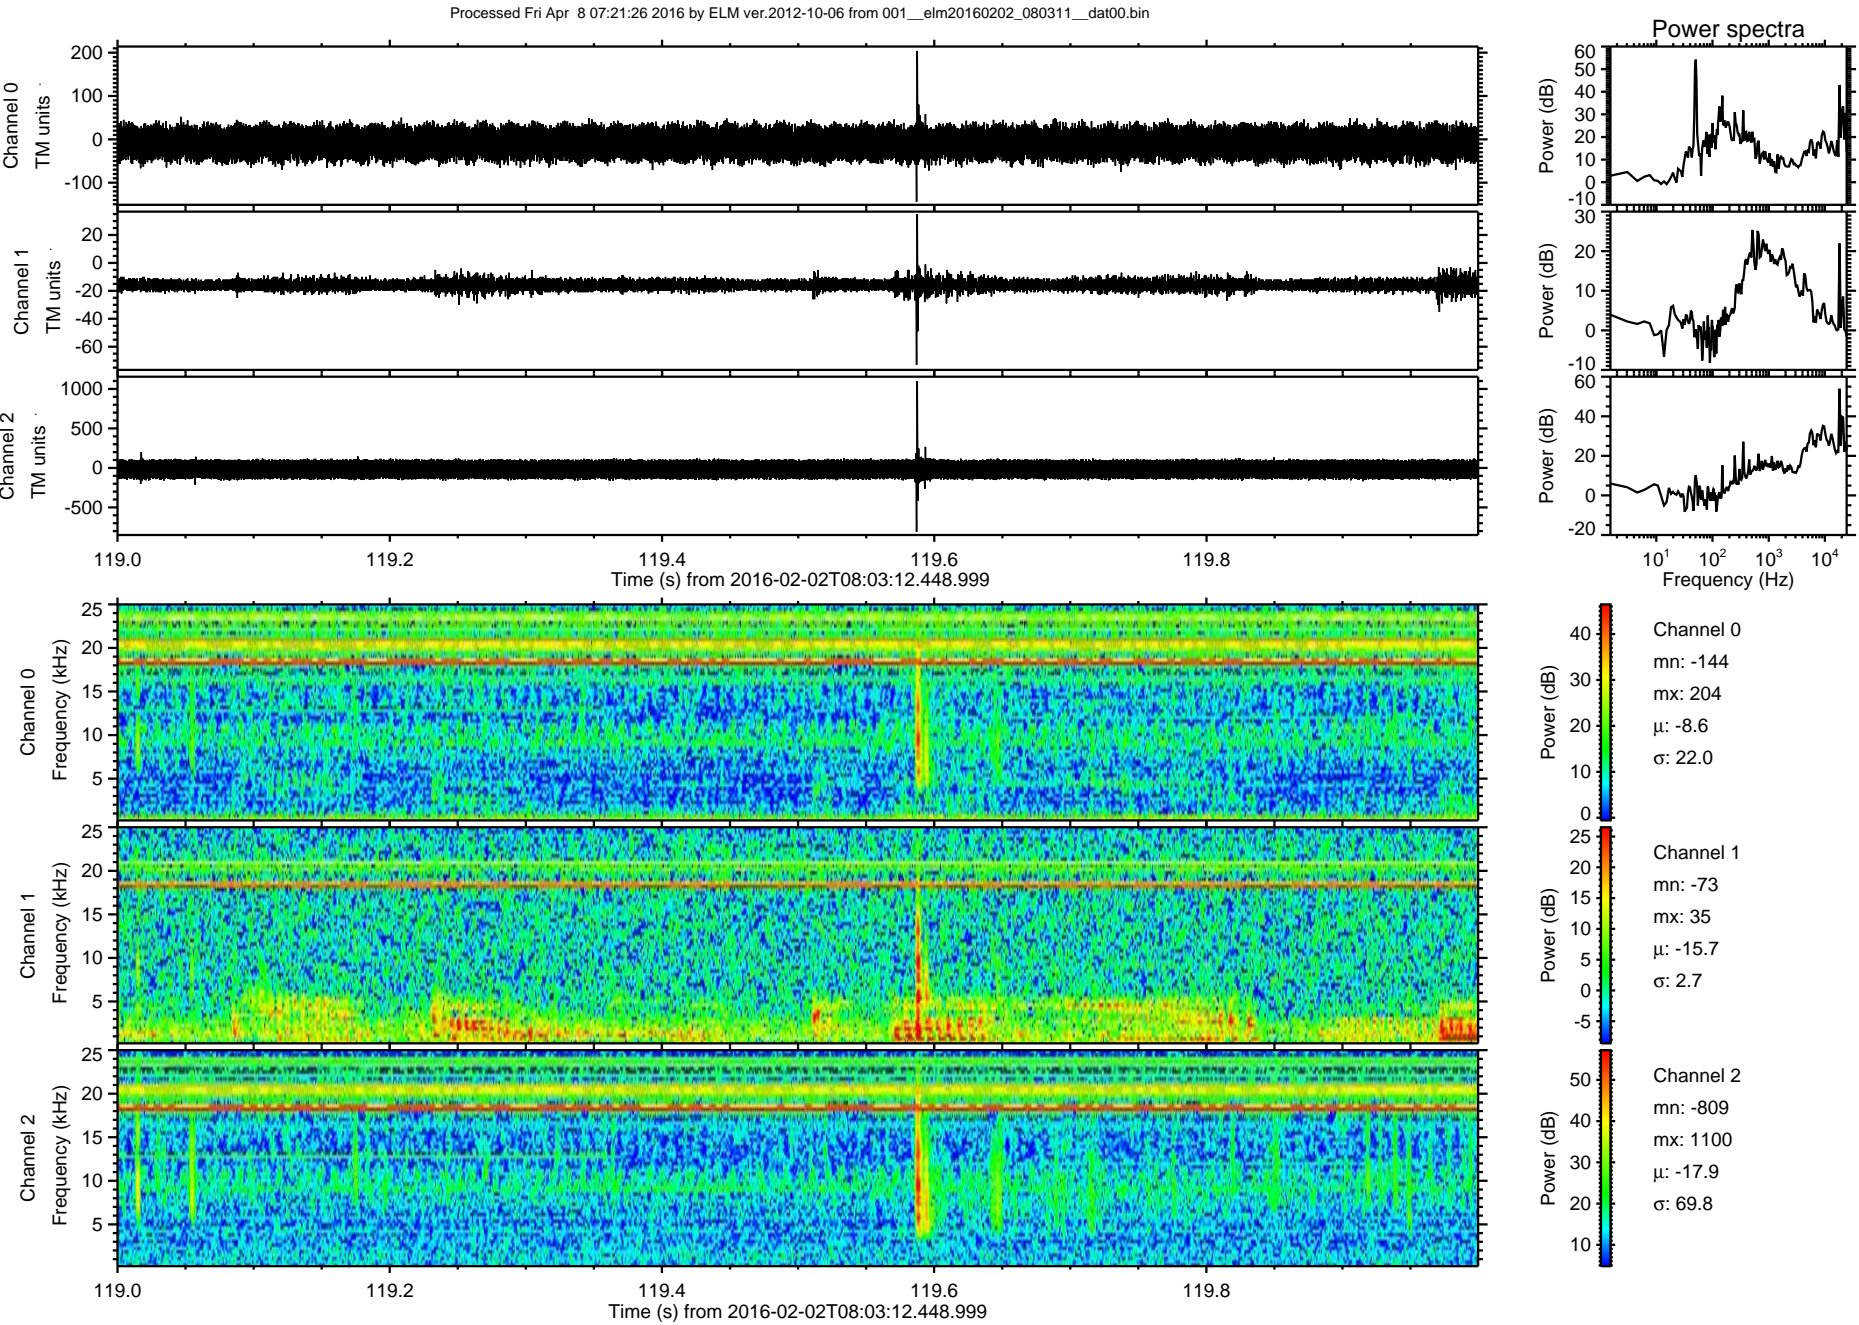 Processed Fri Apr  8 07:21:26 2016 by ELM ver.2012-10-06 from 001__elm20160202_080311__dat00.bin
Power spectra
Channel 0
TM units
200
100
0
-100
Power (dB)
60
50
40
30
20
10
0
-10
Channel 1
TM units
20
0
-20
-40
-60
Power (dB)
30
20
10
0
-10
Channel 2
TM units
1000
500
0
-500
Power (dB)
60
40
20
0
-20
119.0 119.2 119.4 119.6 119.8
Time (s) from 2016-02-02T08:03:12.448.999
10¹ 10² 10³ 10⁴
Frequency (Hz)
Channel 0
Frequency (kHz)
25
20
15
10
5
Power (dB)
40
30
20
10
0
Channel 0
mn: -144
mx: 204
μ: -8.6
σ: 22.0
Channel 1
Frequency (kHz)
25
20
15
10
5
Power (dB)
25
20
15
10
5
0
-5
Channel 1
mn: -73
mx: 35
μ: -15.7
σ: 2.7
Channel 2
Frequency (kHz)
25
20
15
10
5
Power (dB)
50
40
30
20
10
Channel 2
mn: -809
mx: 1100
μ: -17.9
σ: 69.8
119.0 119.2 119.4 119.6 119.8
Time (s) from 2016-02-02T08:03:12.448.999